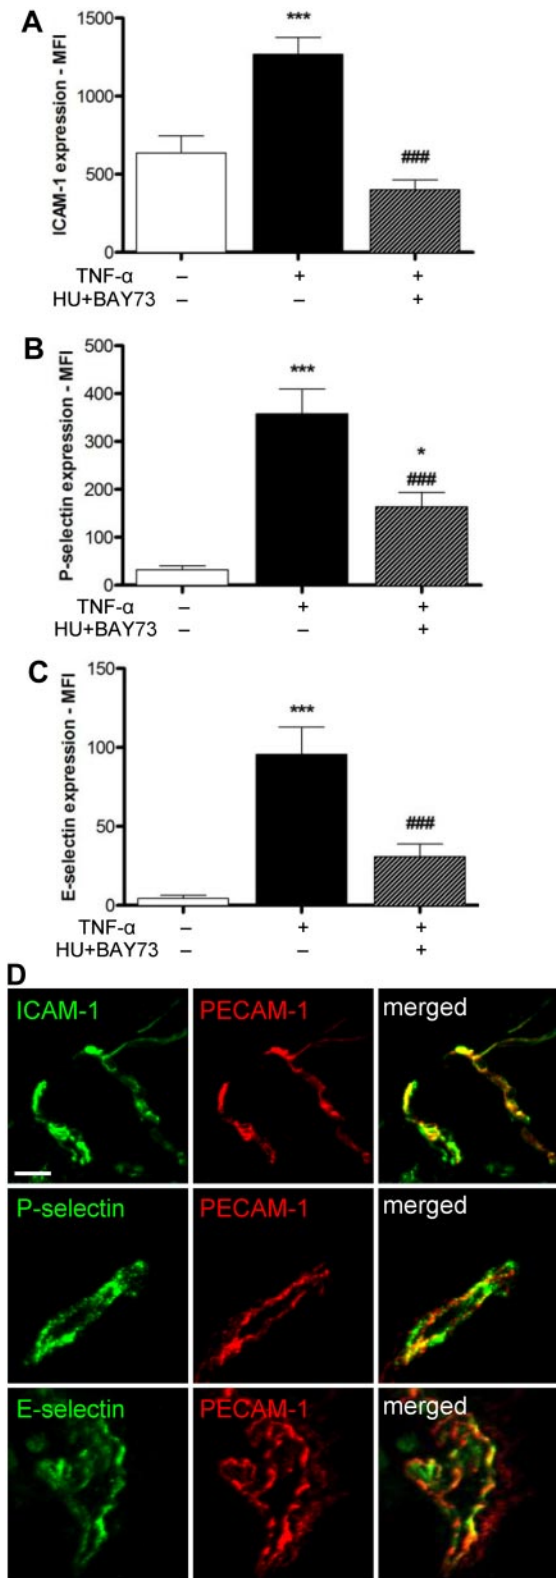 A
ICAM-1 expression - MFI
1500
1000
500
0
***
###
TNF-α – + +
HU+BAY73 – – +
B
P-selectin expression - MFI
500
400
300
200
100
0
***
*
###
TNF-α – + +
HU+BAY73 – – +
C
E-selectin expression - MFI
150
100
50
0
***
###
TNF-α – + +
HU+BAY73 – – +
D
ICAM-1 PECAM-1 merged
P-selectin PECAM-1 merged
E-selectin PECAM-1 merged